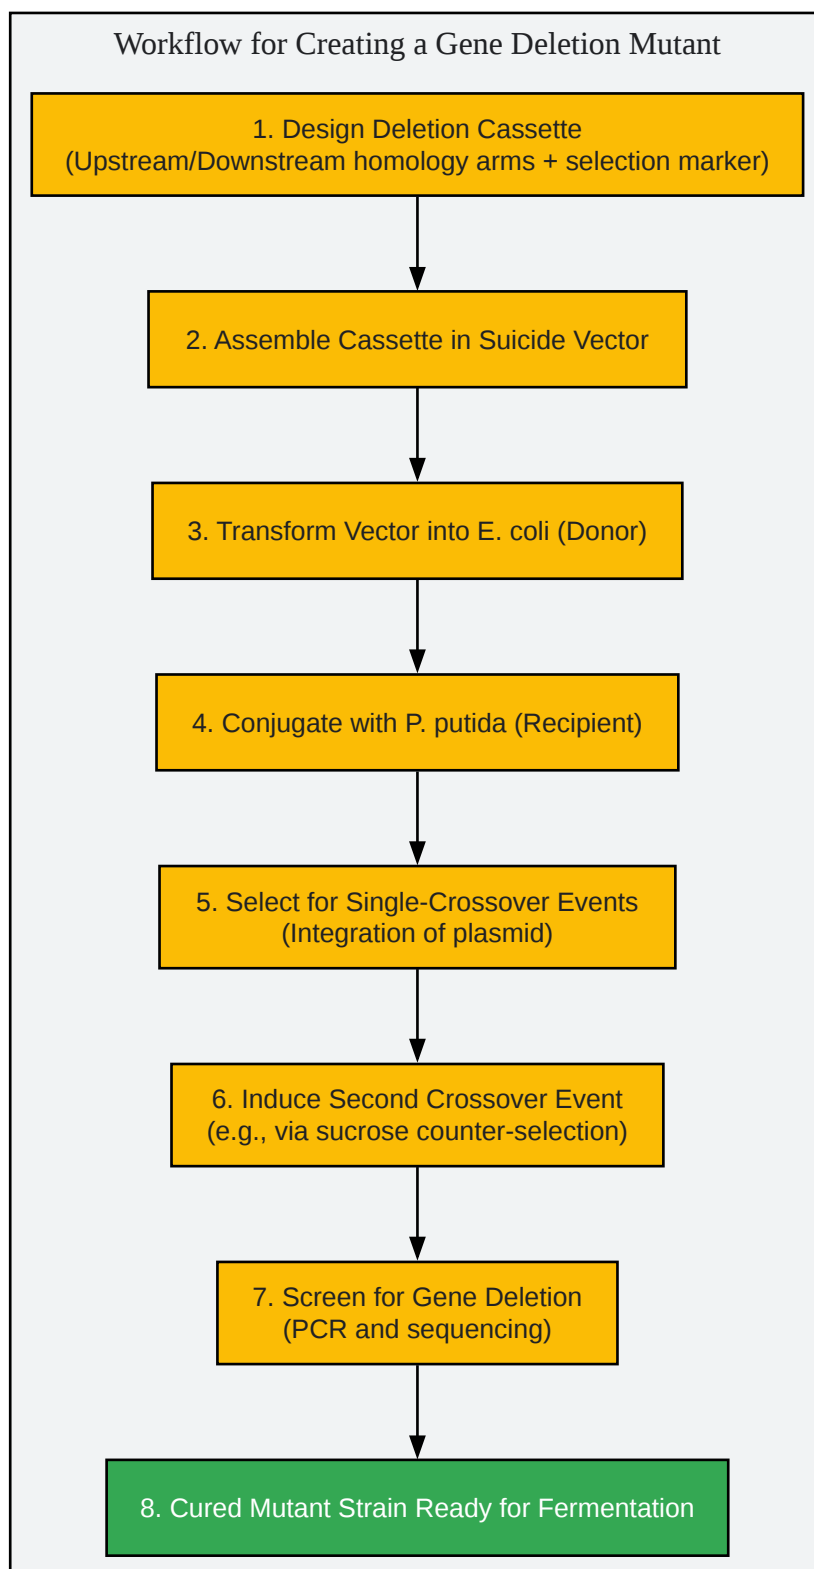 Workflow for Creating a Gene Deletion Mutant
1. Design Deletion Cassette
(Upstream/Downstream homology arms + selection marker)
2. Assemble Cassette in Suicide Vector
3. Transform Vector into E. coli (Donor)
4. Conjugate with P. putida (Recipient)
5. Select for Single-Crossover Events
(Integration of plasmid)
6. Induce Second Crossover Event
(e.g., via sucrose counter-selection)
7. Screen for Gene Deletion
(PCR and sequencing)
8. Cured Mutant Strain Ready for Fermentation